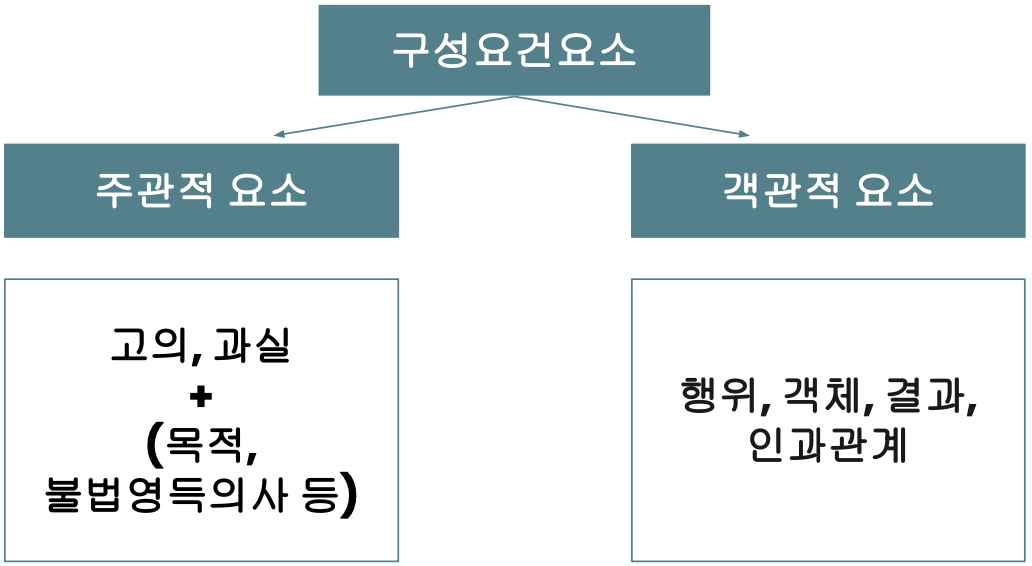 구성요건요소
주관적 요소
객관적 요소
고의, 과실
+
(목적,
불법영득의사 등)
행위, 객체, 결과,
인과관계